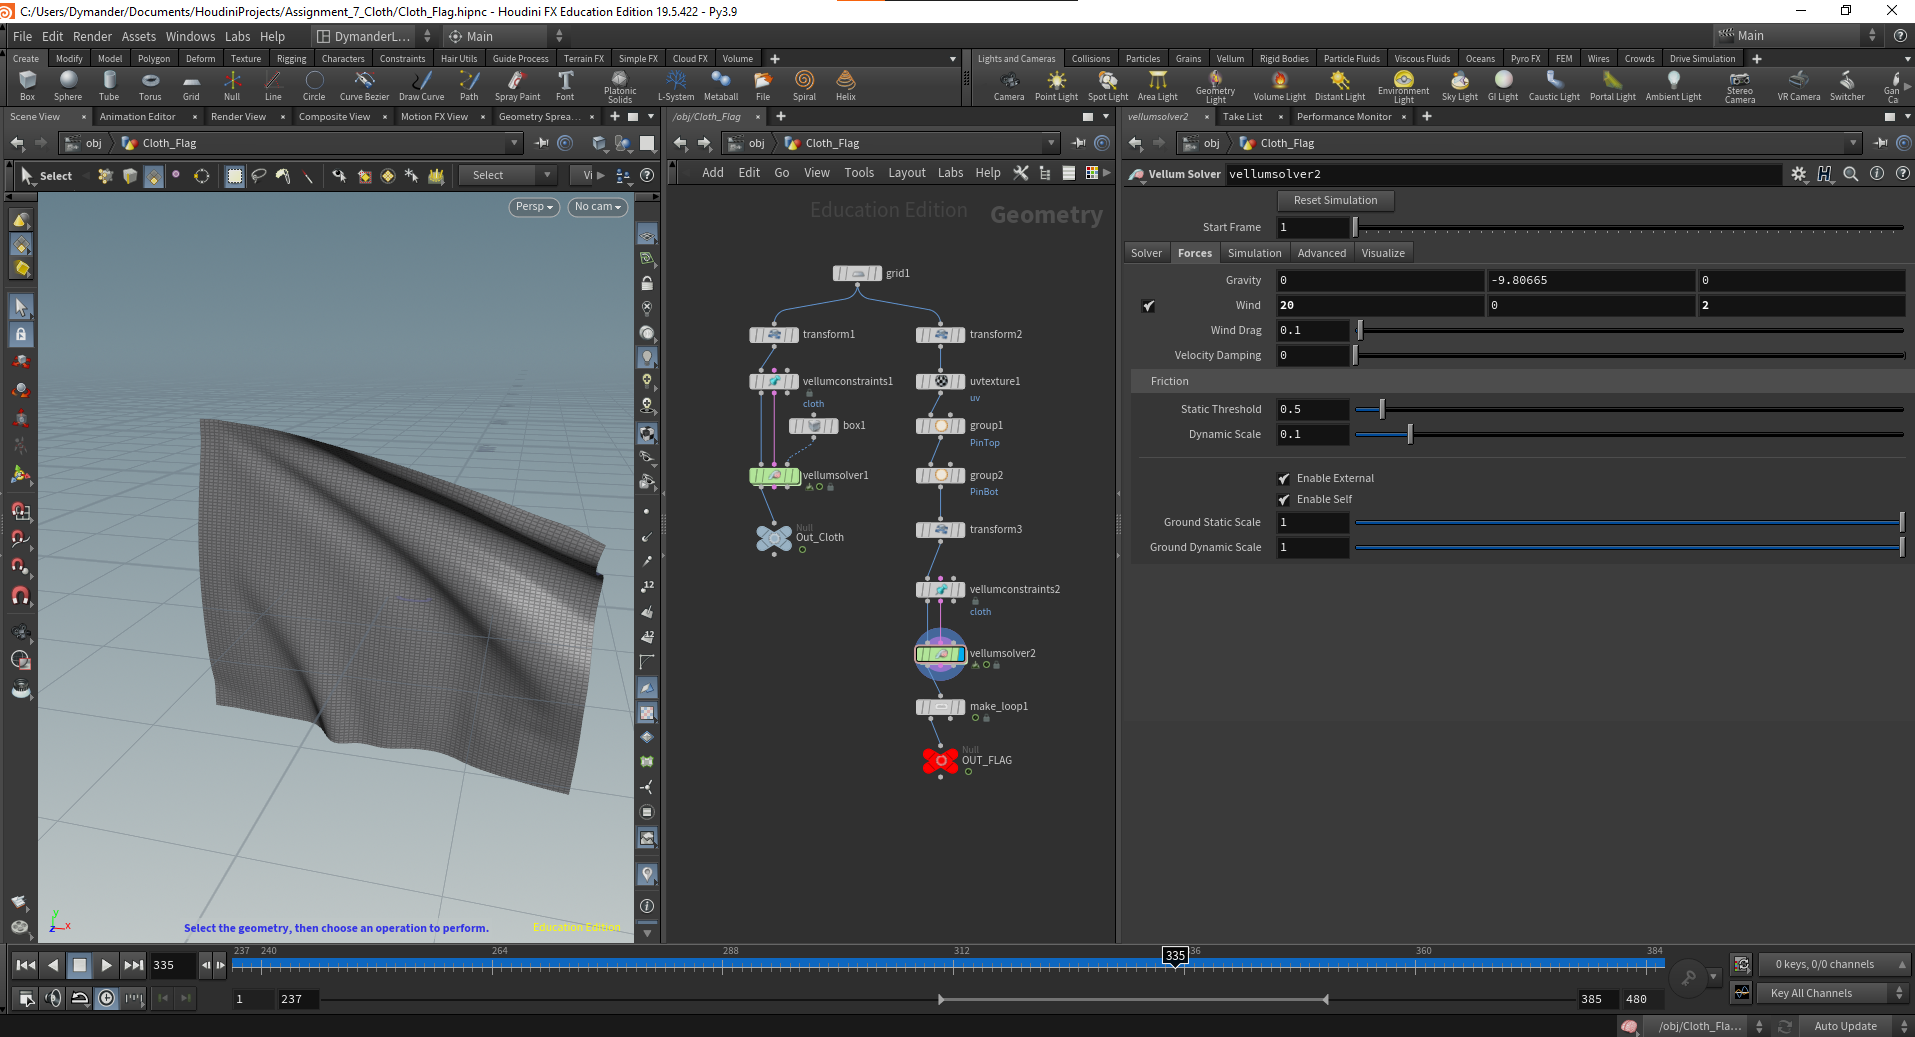 C:/Users/Dymander/Documents/HoudiniProjects/Assignment_7_Cloth/Cloth_Flag.hipnc - Houdini FX Education Edition 19.5.422 - Py3.9
File Edit Render Assets Windows Labs Help DymanderL... Main Main
Create Modify Model Polygon Deform Texture Rigging Characters Constraints Hair Utils Guide Process Terrain FX Simple FX Cloud FX Volume
Lights and Cameras Collisions Particles Grains Vellum Rigid Bodies Particle Fluids Viscous Fluids Oceans Pyro FX FEM Wires Crowds Drive Simulation
Box Sphere Tube Torus Grid Null Line Circle Curve Bezier Draw Curve Path Spray Paint Font Platonic Solids L-System Metaball File Spiral Helix
Camera Point Light Spot Light Area Light Geometry Light Volume Light Distant Light Environment Light Sky Light GI Light Caustic Light Portal Light Ambient Light Stereo Camera VR Camera Switcher Gan Ca
Scene View Animation Editor Render View Composite View Motion FX View Geometry Sprea...
/obj/Cloth_Flag
vellumsolver2 Take List Performance Monitor
obj Cloth_Flag
obj Cloth_Flag
obj Cloth_Flag
Select Select Vi
Persp No cam
Select the geometry, then choose an operation to perform.
Education Edition
y
x
z
12
12
Add Edit Go View Tools Layout Labs Help
Education Edition Geometry
grid1
transform1
transform2
vellumconstraints1
cloth
uvtexture1
uv
box1
group1
PinTop
vellumsolver1
group2
PinBot
Null
Out_Cloth
transform3
vellumconstraints2
cloth
vellumsolver2
make_loop1
Null
OUT_FLAG
Vellum Solver vellumsolver2
Reset Simulation
Start Frame 1
Solver Forces Simulation Advanced Visualize
Gravity 0 -9.80665 0
Wind 20 0 2
Wind Drag 0.1
Velocity Damping 0
Friction
Static Threshold 0.5
Dynamic Scale 0.1
Enable External
Enable Self
Ground Static Scale 1
Ground Dynamic Scale 1
237 240 264 288 312 36 360 384
335 335
0 keys, 0/0 channels
1 237 385 480
Key All Channels
/obj/Cloth_Fla... Auto Update